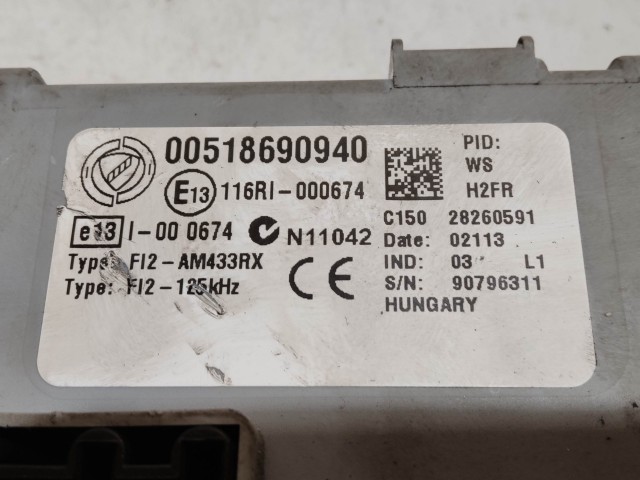 00518690940
E13 116RI-000674
e13 I-00 0674 N11042
Type: FI2-AM433RX
Type: FI2-125kHz
CE
PID:
WS
H2FR
C150 28260591
Date: 02113
IND: 03 L1
S/N: 90796311
HUNGARY